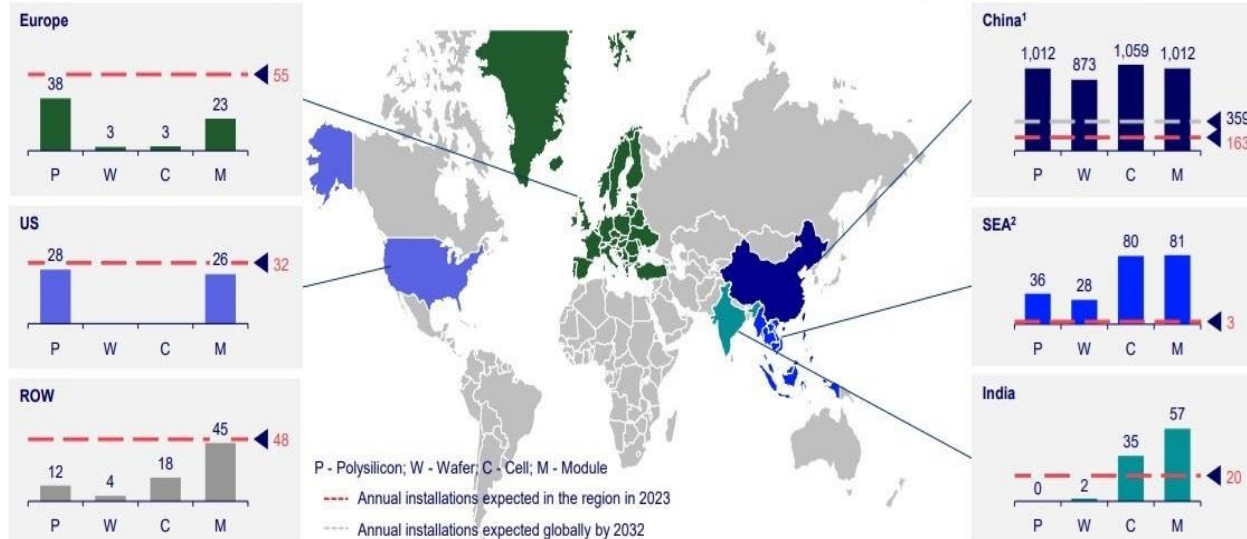 Europe
55
38
3
3
23
P W C M
US
32
28
26
P W C M
ROW
48
12
4
18
45
P W C M
P - Polysilicon; W - Wafer; C - Cell; M - Module
Annual installations expected in the region in 2023
Annual installations expected globally by 2032
China¹
1,012
873
1,059
1,012
359
163
P W C M
SEA²
36
28
80
81
3
P W C M
India
0
2
35
57
20
P W C M